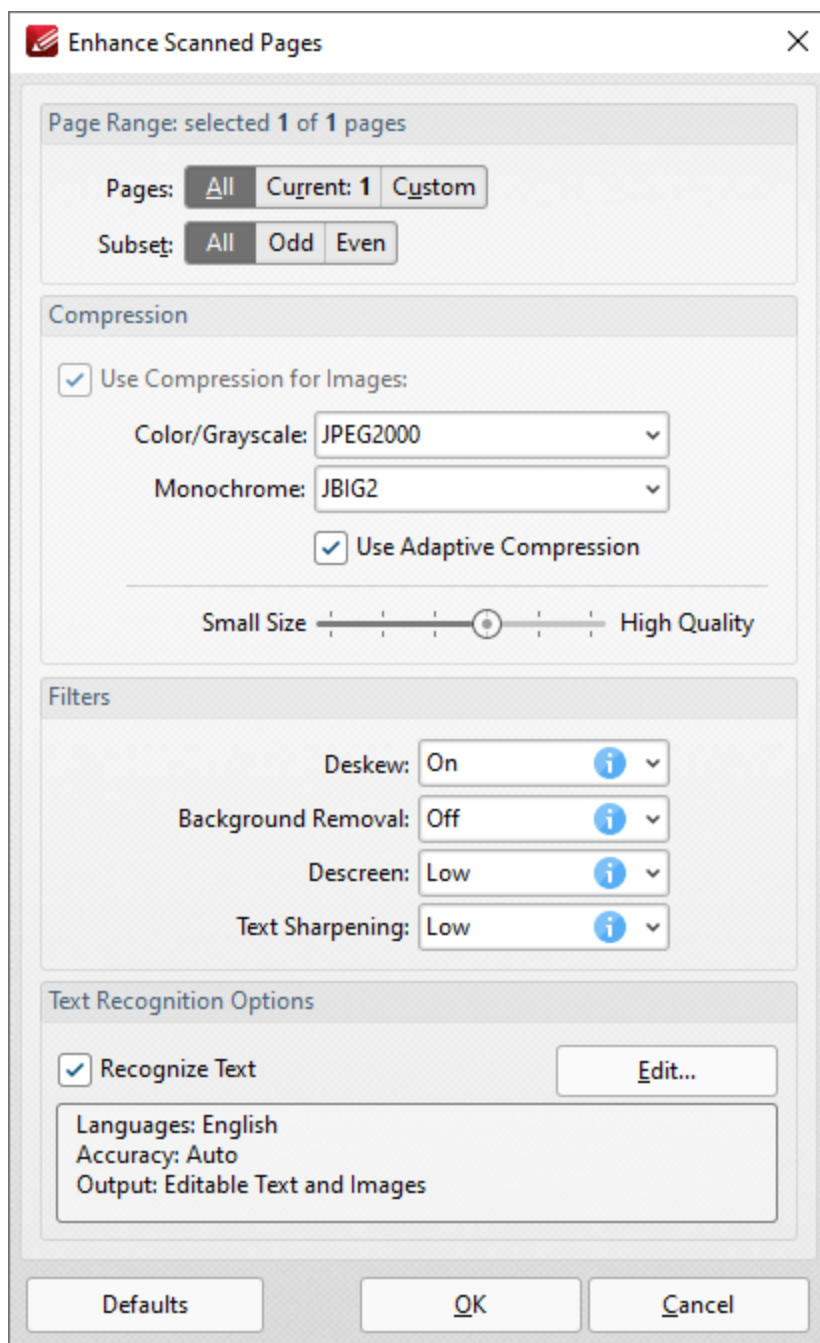 Enhance Scanned Pages
Page Range: selected 1 of 1 pages
Pages: All Current: 1 Custom
Subset: All Odd Even
Compression
Use Compression for Images:
Color/Grayscale: JPEG2000
Monochrome: JBIG2
Use Adaptive Compression
Small Size High Quality
Filters
Deskew: On
Background Removal: Off
Descreen: Low
Text Sharpening: Low
Text Recognition Options
Recognize Text Edit...
Languages: English
Accuracy: Auto
Output: Editable Text and Images
Defaults OK Cancel